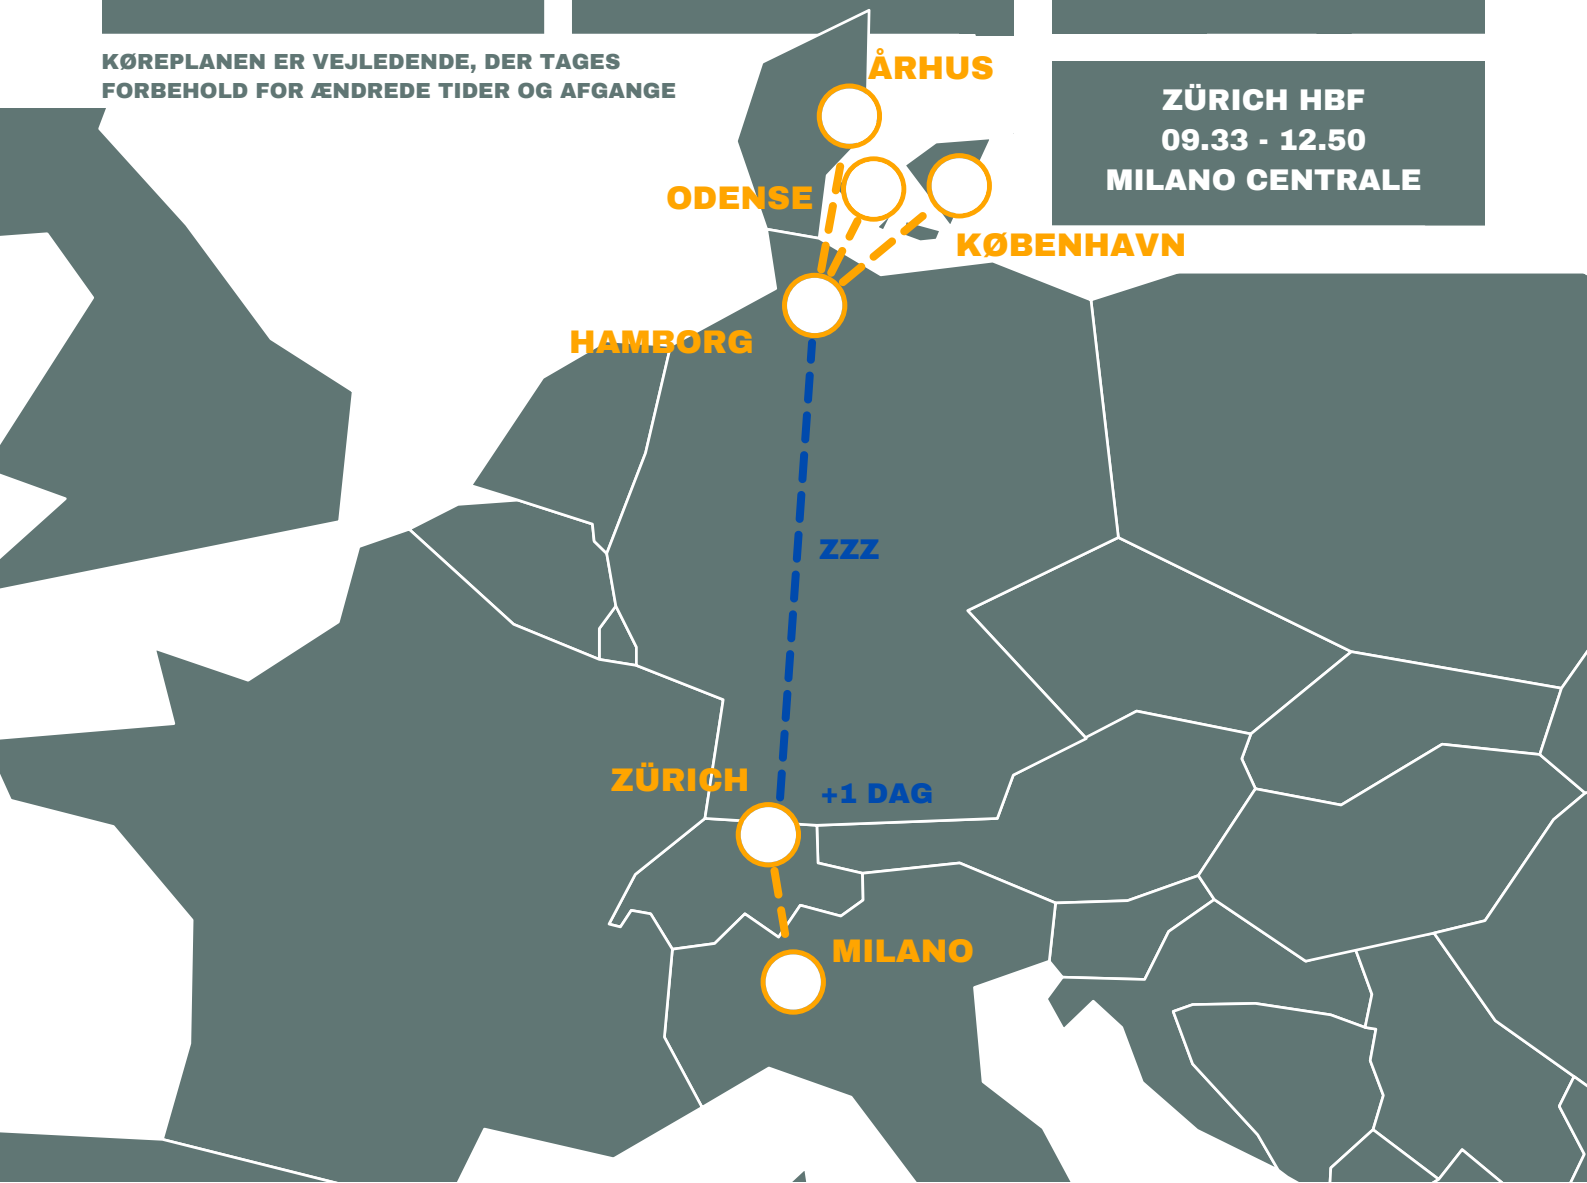 KØREPLANEN ER VEJLEDENDE, DER TAGES
FORBEHOLD FOR ÆNDREDE TIDER OG AFGANGE
ZÜRICH HBF
09.33 - 12.50
MILANO CENTRALE
ÅRHUS
ODENSE
KØBENHAVN
HAMBORG
ZZZ
ZÜRICH
+1 DAG
MILANO